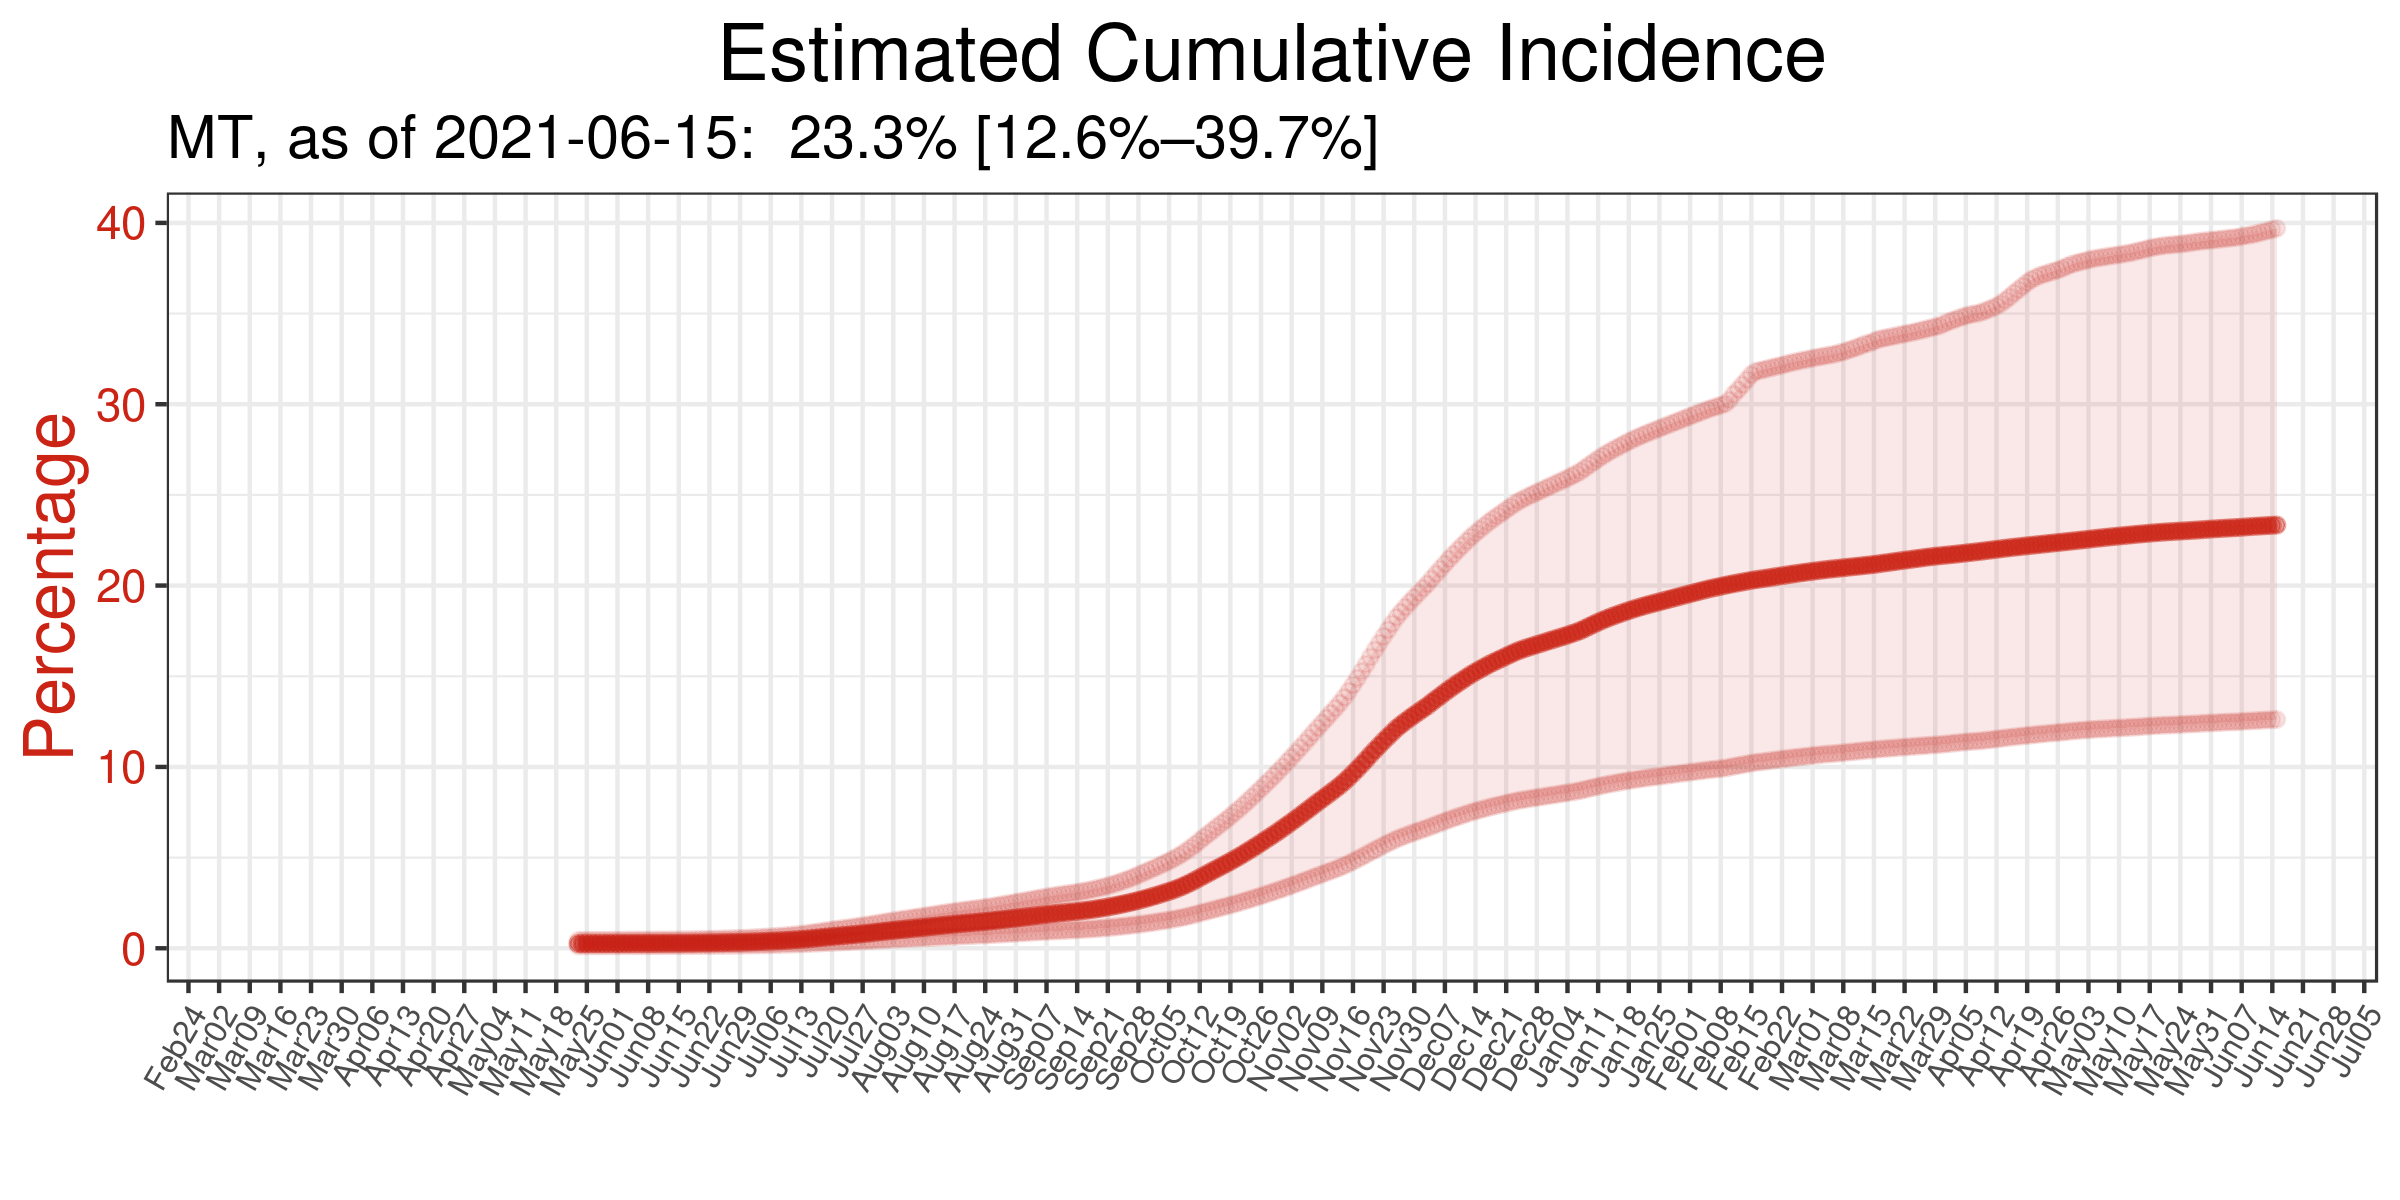 Estimated Cumulative Incidence
MT, as of 2021-06-15:  23.3% [12.6%–39.7%]
Percentage
40
30
20
10
0
Feb24
Mar02
Mar09
Mar16
Mar23
Mar30
Apr06
Apr13
Apr20
Apr27
May04
May11
May18
May25
Jun01
Jun08
Jun15
Jun22
Jun29
Jul06
Jul13
Jul20
Jul27
Aug03
Aug10
Aug17
Aug24
Aug31
Sep07
Sep14
Sep21
Sep28
Oct05
Oct12
Oct19
Oct26
Nov02
Nov09
Nov16
Nov23
Nov30
Dec07
Dec14
Dec21
Dec28
Jan04
Jan11
Jan18
Jan25
Feb01
Feb08
Feb15
Feb22
Mar01
Mar08
Mar15
Mar22
Mar29
Apr05
Apr12
Apr19
Apr26
May03
May10
May17
May24
May31
Jun07
Jun14
Jun21
Jun28
Jul05